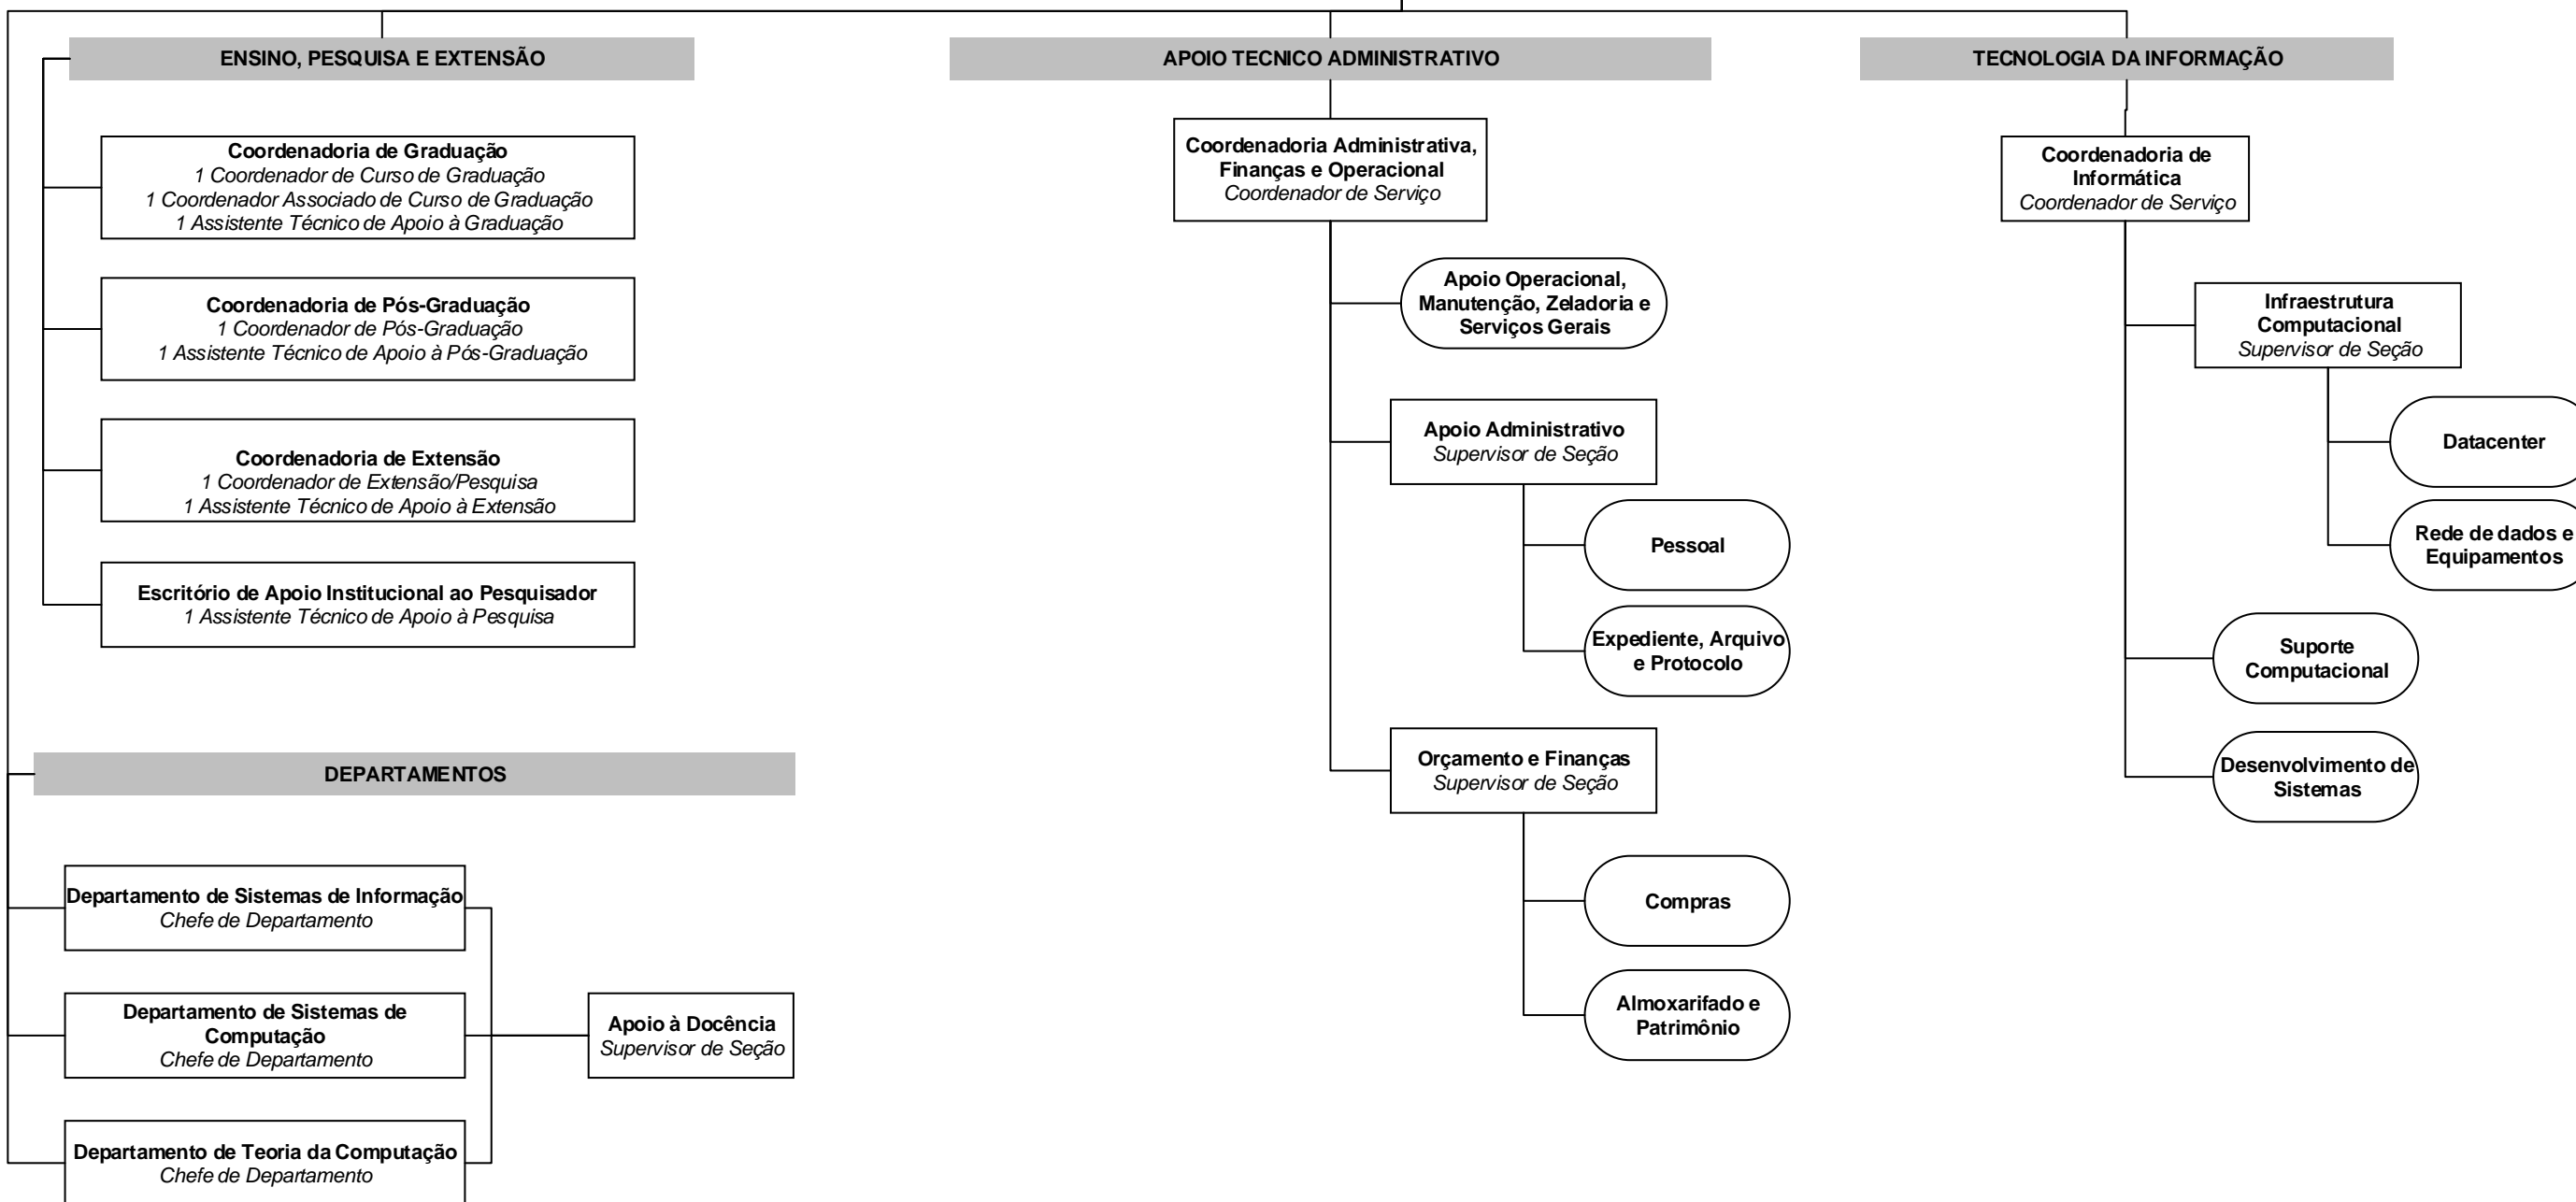 ENSINO, PESQUISA E EXTENSÃO
Coordenadoria de Graduação
1 Coordenador de Curso de Graduação
1 Coordenador Associado de Curso de Graduação
1 Assistente Técnico de Apoio à Graduação
Coordenadoria de Pós-Graduação
1 Coordenador de Pós-Graduação
1 Assistente Técnico de Apoio à Pós-Graduação
Coordenadoria de Extensão
1 Coordenador de Extensão/Pesquisa
1 Assistente Técnico de Apoio à Extensão
Escritório de Apoio Institucional ao Pesquisador
1 Assistente Técnico de Apoio à Pesquisa
DEPARTAMENTOS
Departamento de Sistemas de Informação
Chefe de Departamento
Departamento de Sistemas de
Computação
Chefe de Departamento
Departamento de Teoria da Computação
Chefe de Departamento
Apoio à Docência
Supervisor de Seção
APOIO TECNICO ADMINISTRATIVO
Coordenadoria Administrativa,
Finanças e Operacional
Coordenador de Serviço
Apoio Operacional,
Manutenção, Zeladoria e
Serviços Gerais
Apoio Administrativo
Supervisor de Seção
Pessoal
Expediente, Arquivo
e Protocolo
Orçamento e Finanças
Supervisor de Seção
Compras
Almoxarifado e
Patrimônio
TECNOLOGIA DA INFORMAÇÃO
Coordenadoria de
Informática
Coordenador de Serviço
Infraestrutura
Computacional
Supervisor de Seção
Datacenter
Rede de dados e
Equipamentos
Suporte
Computacional
Desenvolvimento de
Sistemas